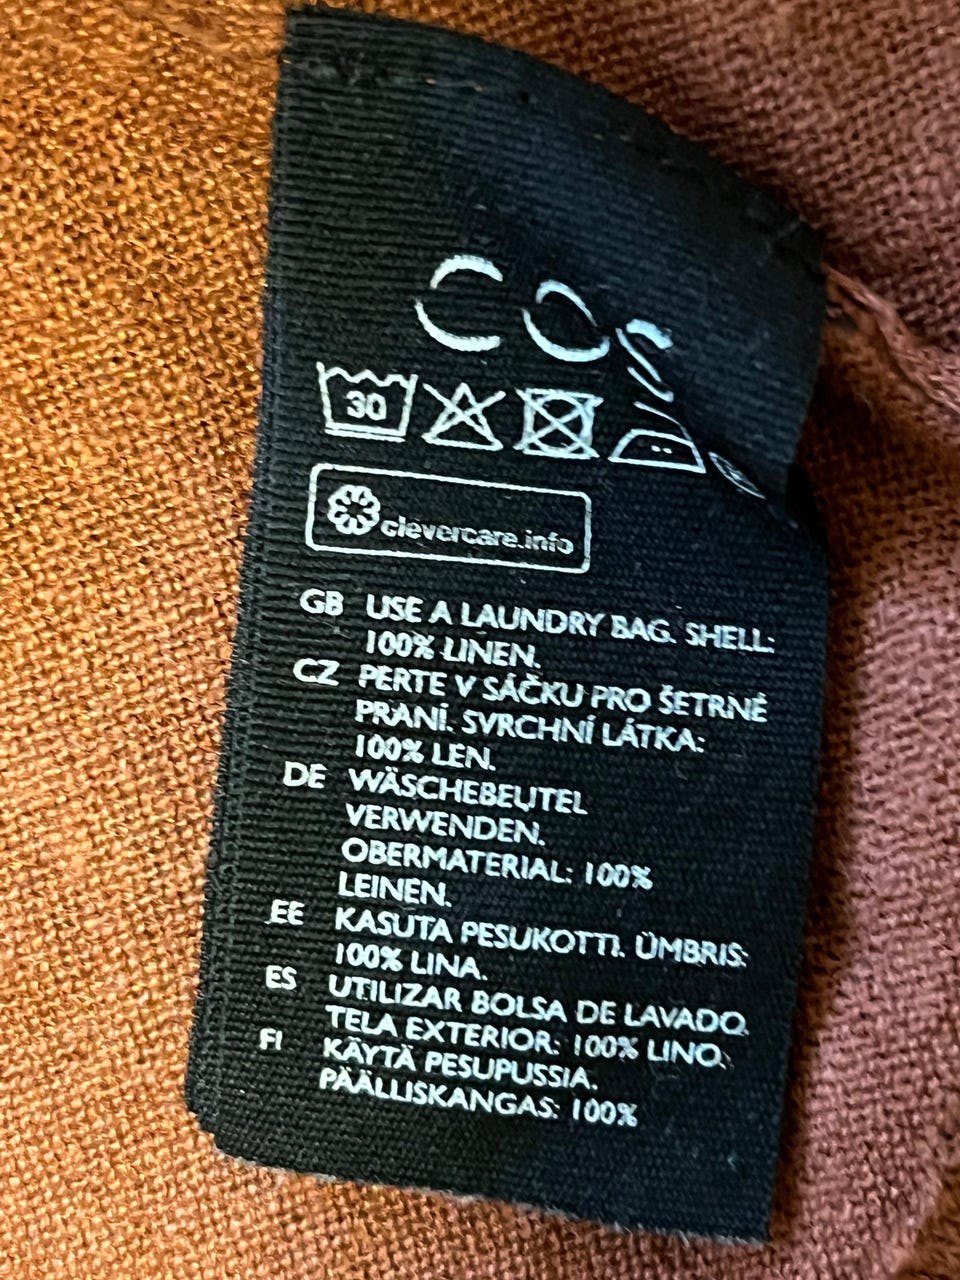 COS
30
clevercare.info
GB USE A LAUNDRY BAG. SHELL:
100% LINEN.
CZ PERTE V SÁČKU PRO ŠETRNÉ
PRANÍ. SVRCHNÍ LÁTKA:
100% LEN.
DE WÄSCHEBEUTEL
VERWENDEN.
OBERMATERIAL: 100%
LEINEN.
EE KASUTA PESUKOTTI. ÜMBRIS:
100% LINA.
ES UTILIZAR BOLSA DE LAVADO.
TELA EXTERIOR: 100% LINO.
FI KÄYTÄ PESUPUSSIA.
PÄÄLLISKANGAS: 100%